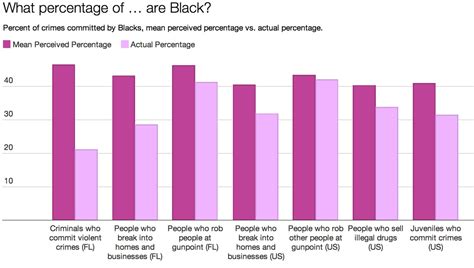 What percentage of … are Black?
Percent of crimes committed by Blacks, mean perceived percentage vs. actual percentage.
Mean Perceived Percentage Actual Percentage
40
30
20
10
Criminals who commit violent crimes (FL)
People who break into homes and businesses (FL)
People who rob people at gunpoint (FL)
People who break into homes and businesses (US)
People who rob other people at gunpoint (US)
People who sell illegal drugs (US)
Juveniles who commit crimes (US)